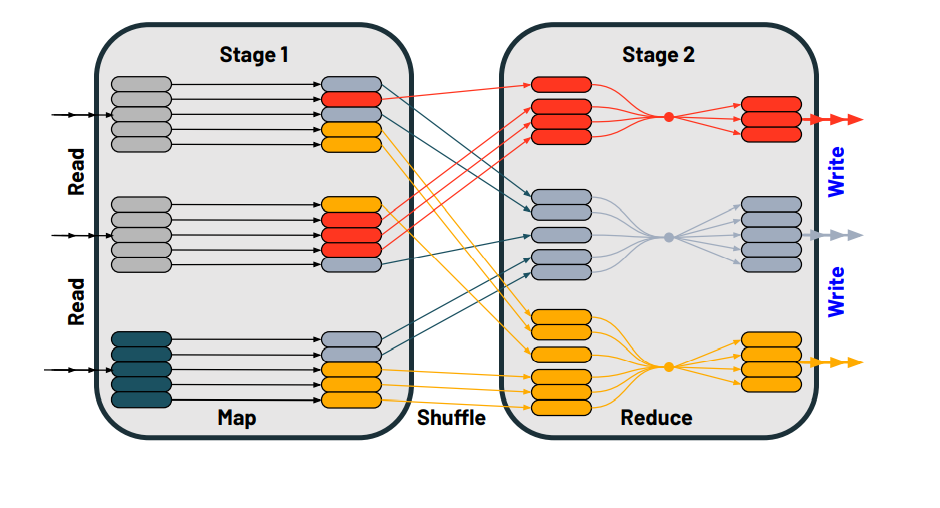 Stage 1
Stage 2
Read
Write
Read
Write
Map
Shuffle
Reduce